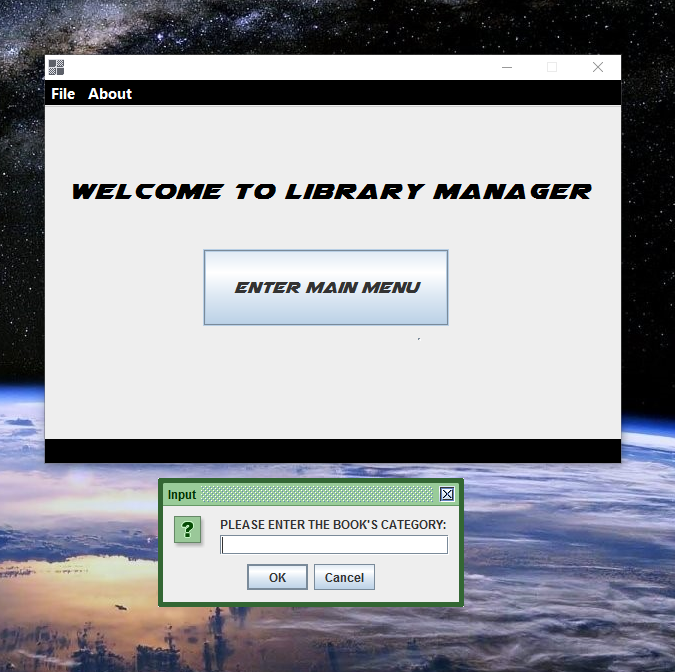 File About
WELCOME TO LIBRARY MANAGER
ENTER MAIN MENU
Input
?
PLEASE ENTER THE BOOK'S CATEGORY:
OK Cancel